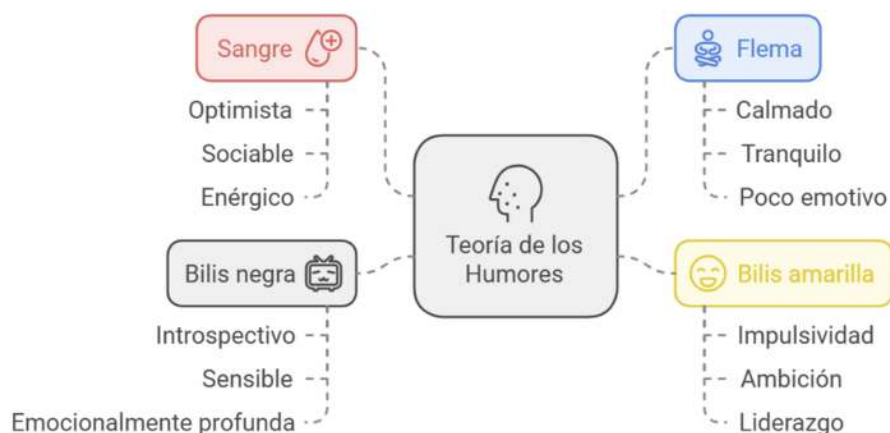 Sangre
Optimista
Sociable
Enérgico
Flema
Calmado
Tranquilo
Poco emotivo
Teoría de los
Humores
Bilis negra
Introspectivo
Sensible
Emocionalmente profunda
Bilis amarilla
Impulsividad
Ambición
Liderazgo